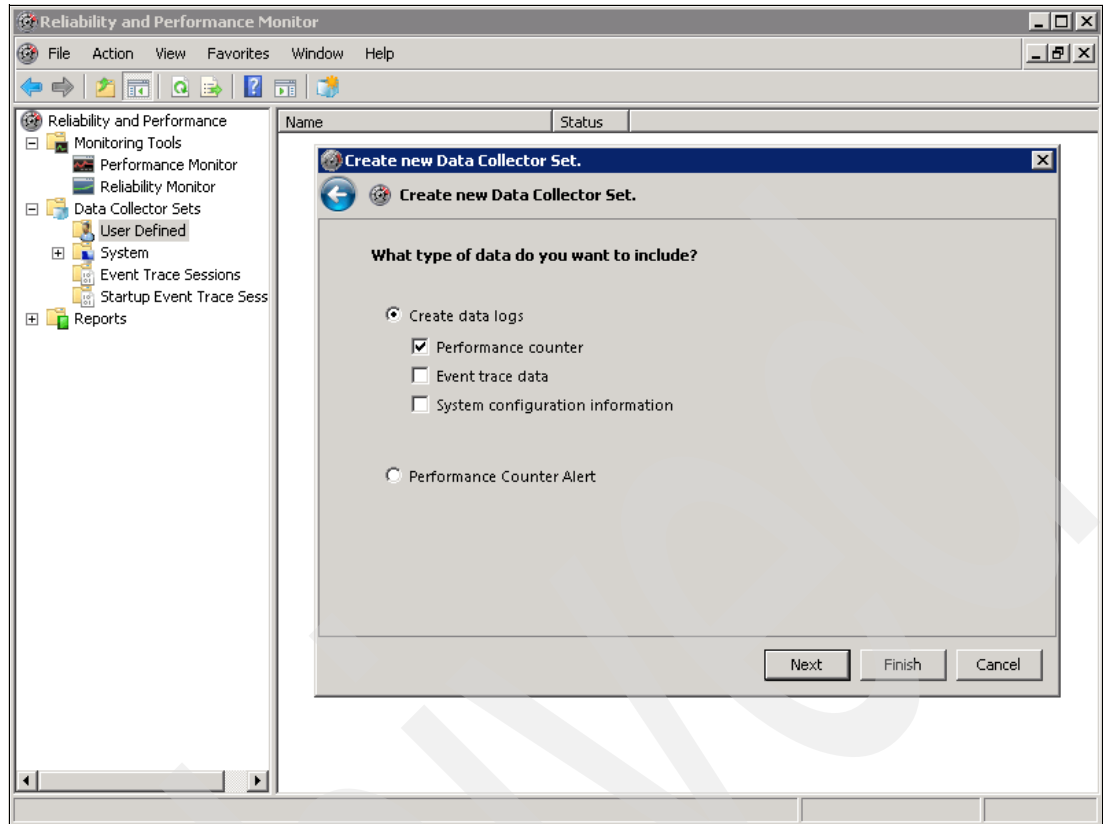 Reliability and Performance Monitor
File Action View Favorites Window Help
Reliability and Performance
Monitoring Tools
Performance Monitor
Reliability Monitor
Data Collector Sets
User Defined
System
Event Trace Sessions
Startup Event Trace Sess
Reports
Name Status
Create new Data Collector Set.
Create new Data Collector Set.
What type of data do you want to include?
Create data logs
Performance counter
Event trace data
System configuration information
Performance Counter Alert
Next Finish Cancel